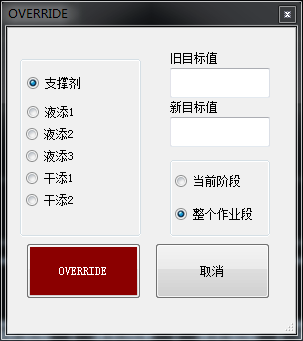 OVERRIDE
支撑剂
液添1
液添2
液添3
干添1
干添2
旧目标值
新目标值
当前阶段
整个作业段
OVERRIDE
取消